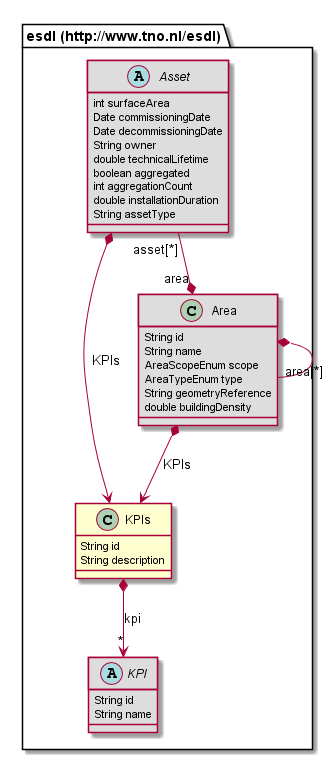 esdl (http://www.tno.nl/esdl)
A Asset
int surfaceArea
Date commissioningDate
Date decommissioningDate
String owner
double technicalLifetime
boolean aggregated
int aggregationCount
double installationDuration
String assetType
asset[*]
area
C Area
String id
String name
AreaScopeEnum scope
AreaTypeEnum type
String geometryReference
double buildingDensity
KPIs
area[*]
KPIs
C KPIs
String id
String description
kpi
*
A KPI
String id
String name